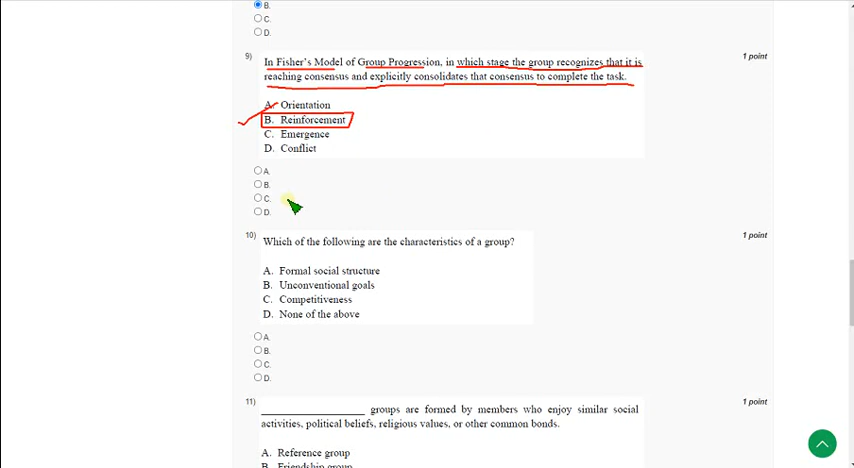 B.
C.
D.
9) In Fisher's Model of Group Progression, in which stage the group recognizes that it is 1 point
reaching consensus and explicitly consolidates that consensus to complete the task.
A. Orientation
B. Reinforcement
C. Emergence
D. Conflict
A.
B.
C.
D.
10) Which of the following are the characteristics of a group? 1 point
A. Formal social structure
B. Unconventional goals
C. Competitiveness
D. None of the above
A.
B.
C.
D.
11) ____________________ groups are formed by members who enjoy similar social 1 point
activities, political beliefs, religious values, or other common bonds.
A. Reference group
B. Friendship group